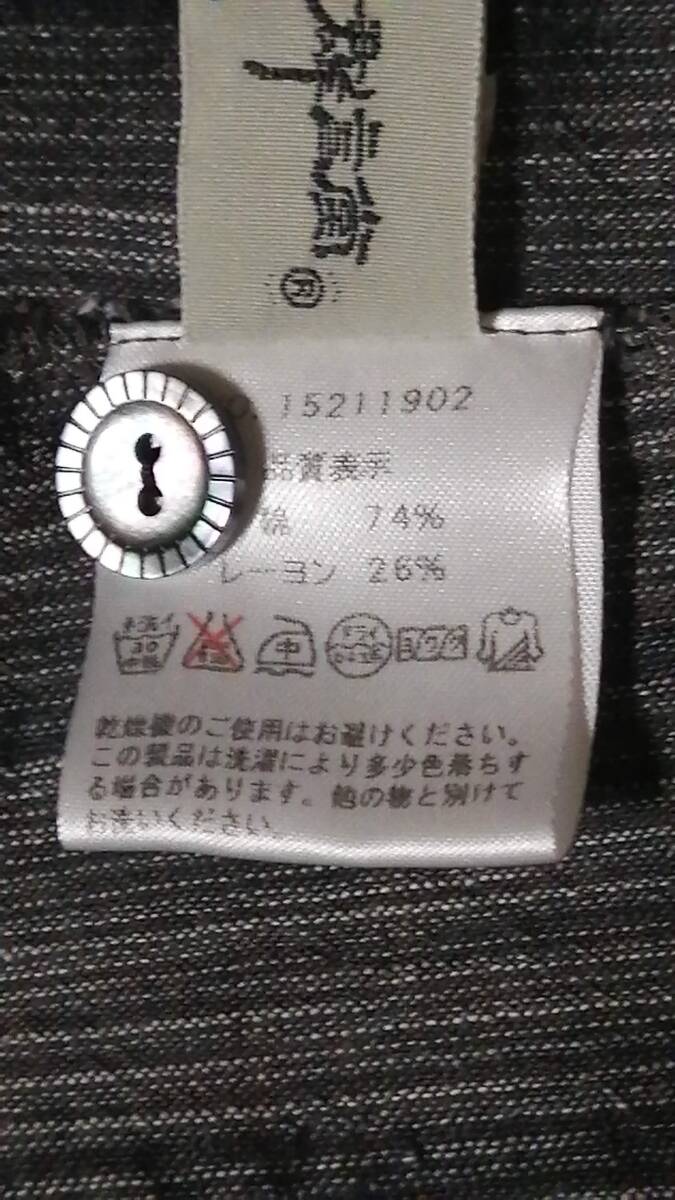 ®
15211902
品質表示
綿 74%
レーヨン 26%
30
中
乾燥機のご使用はお避けください。
この製品は洗濯により多少色落ちす
る場合があります。他の物と別けて
お洗いください。